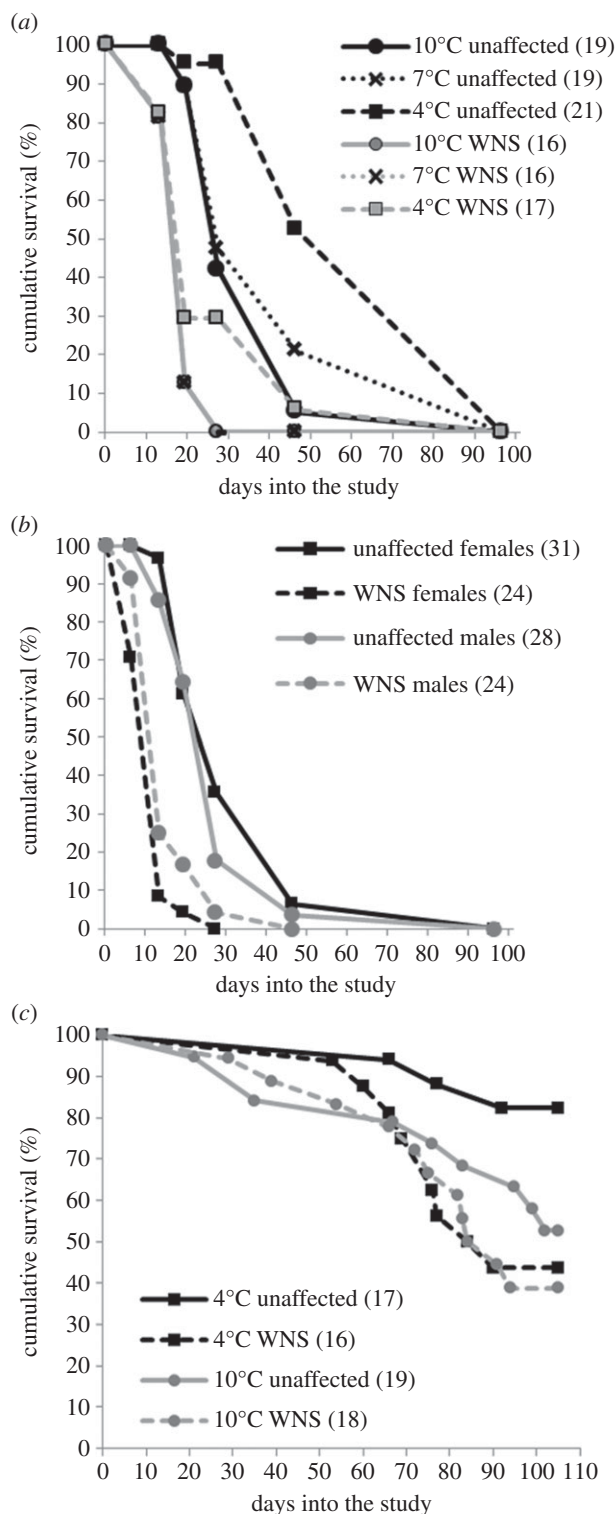 (a)
100
90
80
70
60
50
40
30
20
10
0
cumulative survival (%)
10°C unaffected (19)
7°C unaffected (19)
4°C unaffected (21)
10°C WNS (16)
7°C WNS (16)
4°C WNS (17)
0 10 20 30 40 50 60 70 80 90 100
days into the study
(b)
100
90
80
70
60
50
40
30
20
10
0
cumulative survival (%)
unaffected females (31)
WNS females (24)
unaffected males (28)
WNS males (24)
0 10 20 30 40 50 60 70 80 90 100
days into the study
(c)
100
90
80
70
60
50
40
30
20
10
0
cumulative survival (%)
4°C unaffected (17)
4°C WNS (16)
10°C unaffected (19)
10°C WNS (18)
0 10 20 30 40 50 60 70 80 90 100 110
days into the study